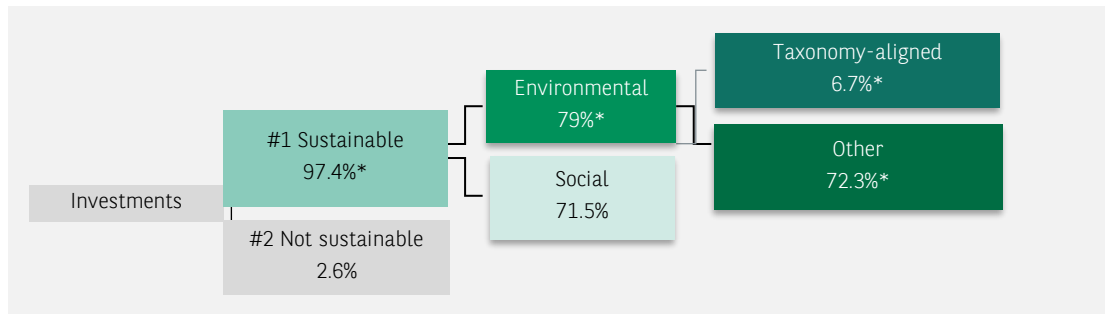 Investments
#1 Sustainable
97.4%*
#2 Not sustainable
2.6%
Environmental
79%*
Social
71.5%
Taxonomy-aligned
6.7%*
Other
72.3%*